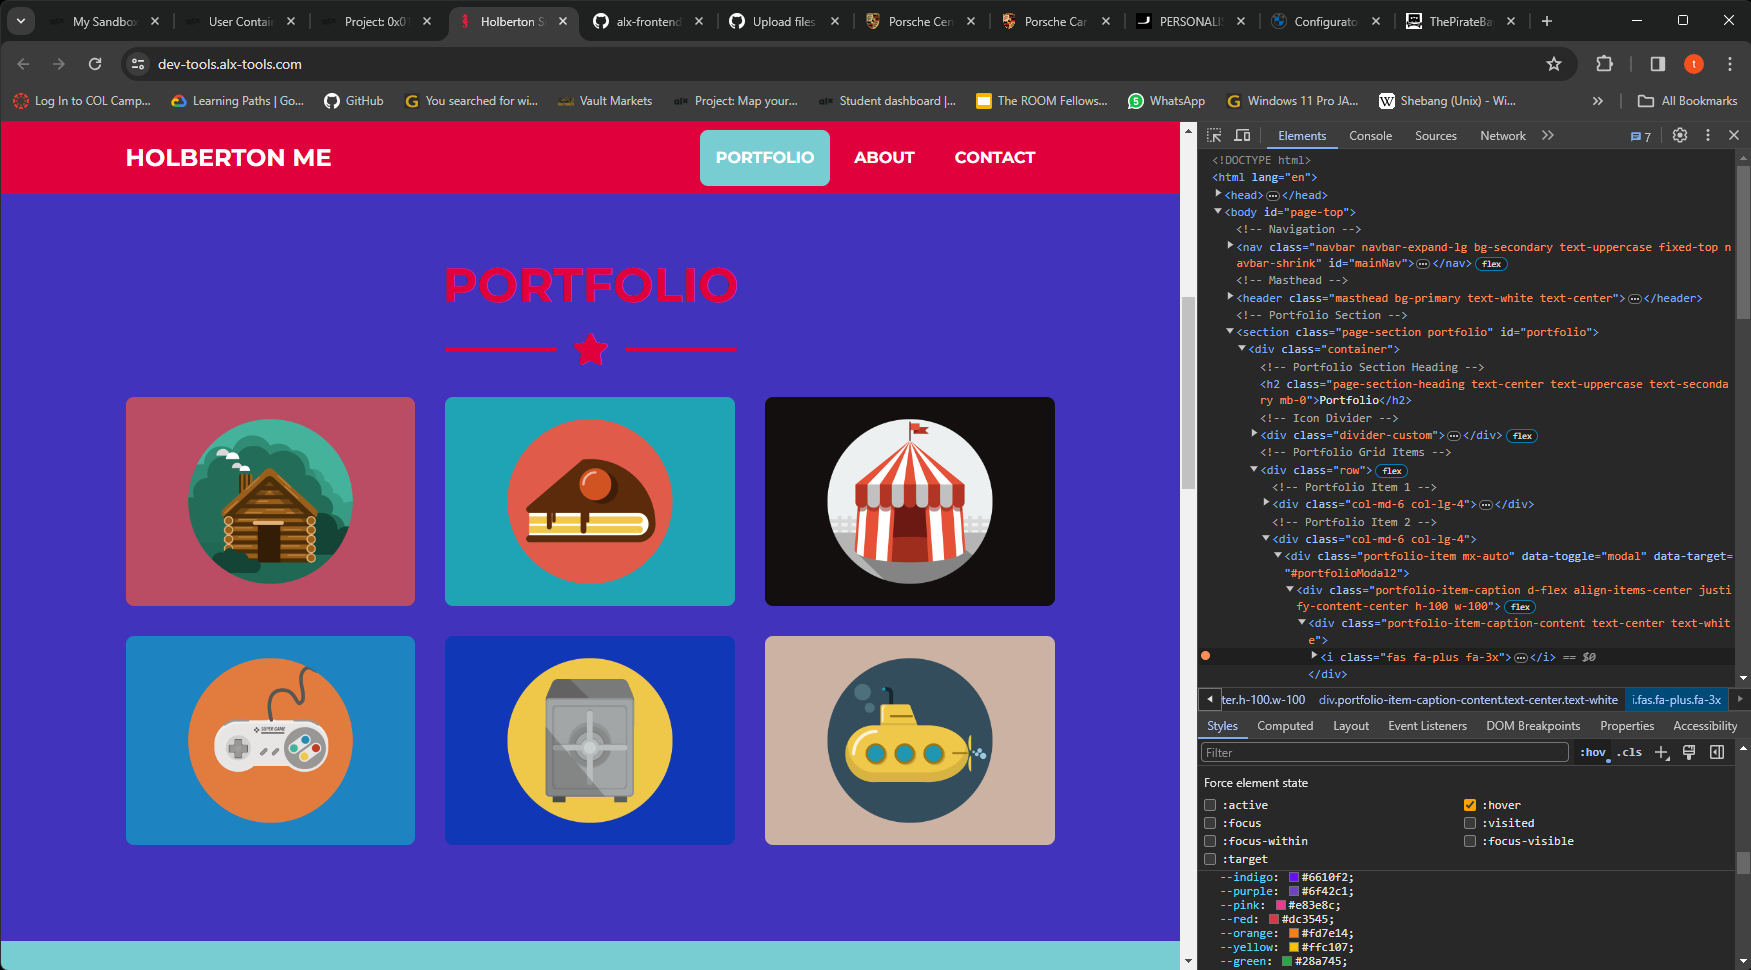 My Sandbox
User Contain
Project: 0x01
Holberton S
alx-frontend
Upload files
Porsche Cen
Porsche Car
PERSONALIS
Configurato
ThePirateBa
dev-tools.alx-tools.com
t
Log In to COL Camp...
Learning Paths | Go...
GitHub
You searched for wi...
Vault Markets
Project: Map your...
Student dashboard |...
The ROOM Fellows...
WhatsApp
Windows 11 Pro JA...
Shebang (Unix) - Wi...
»
All Bookmarks
HOLBERTON ME
PORTFOLIO
ABOUT
CONTACT
PORTFOLIO
SUPER GAME
Elements
Console
Sources
Network
»
7
<!DOCTYPE html>
<html lang="en">
<head>…</head>
<body id="page-top">
<!-- Navigation -->
<nav class="navbar navbar-expand-lg bg-secondary text-uppercase fixed-top n
avbar-shrink" id="mainNav">…</nav> flex
<!-- Masthead -->
<header class="masthead bg-primary text-white text-center">…</header>
<!-- Portfolio Section -->
<section class="page-section portfolio" id="portfolio">
<div class="container">
<!-- Portfolio Section Heading -->
<h2 class="page-section-heading text-center text-uppercase text-seconda
ry mb-0">Portfolio</h2>
<!-- Icon Divider -->
<div class="divider-custom">…</div> flex
<!-- Portfolio Grid Items -->
<div class="row"> flex
<!-- Portfolio Item 1 -->
<div class="col-md-6 col-lg-4">…</div>
<!-- Portfolio Item 2 -->
<div class="col-md-6 col-lg-4">
<div class="portfolio-item mx-auto" data-toggle="modal" data-target=
"#portfolioModal2">
<div class="portfolio-item-caption d-flex align-items-center justi
fy-content-center h-100 w-100"> flex
<div class="portfolio-item-caption-content text-center text-whit
e">
<i class="fas fa-plus fa-3x">…</i> == $0
</div>
ter.h-100.w-100
div.portfolio-item-caption-content.text-center.text-white
i.fas.fa-plus.fa-3x
Styles
Computed
Layout
Event Listeners
DOM Breakpoints
Properties
Accessibility
Filter
:hov
.cls
Force element state
:active
:hover
:focus
:visited
:focus-within
:focus-visible
:target
--indigo: #6610f2;
--purple: #6f42c1;
--pink: #e83e8c;
--red: #dc3545;
--orange: #fd7e14;
--yellow: #ffc107;
--green: #28a745;